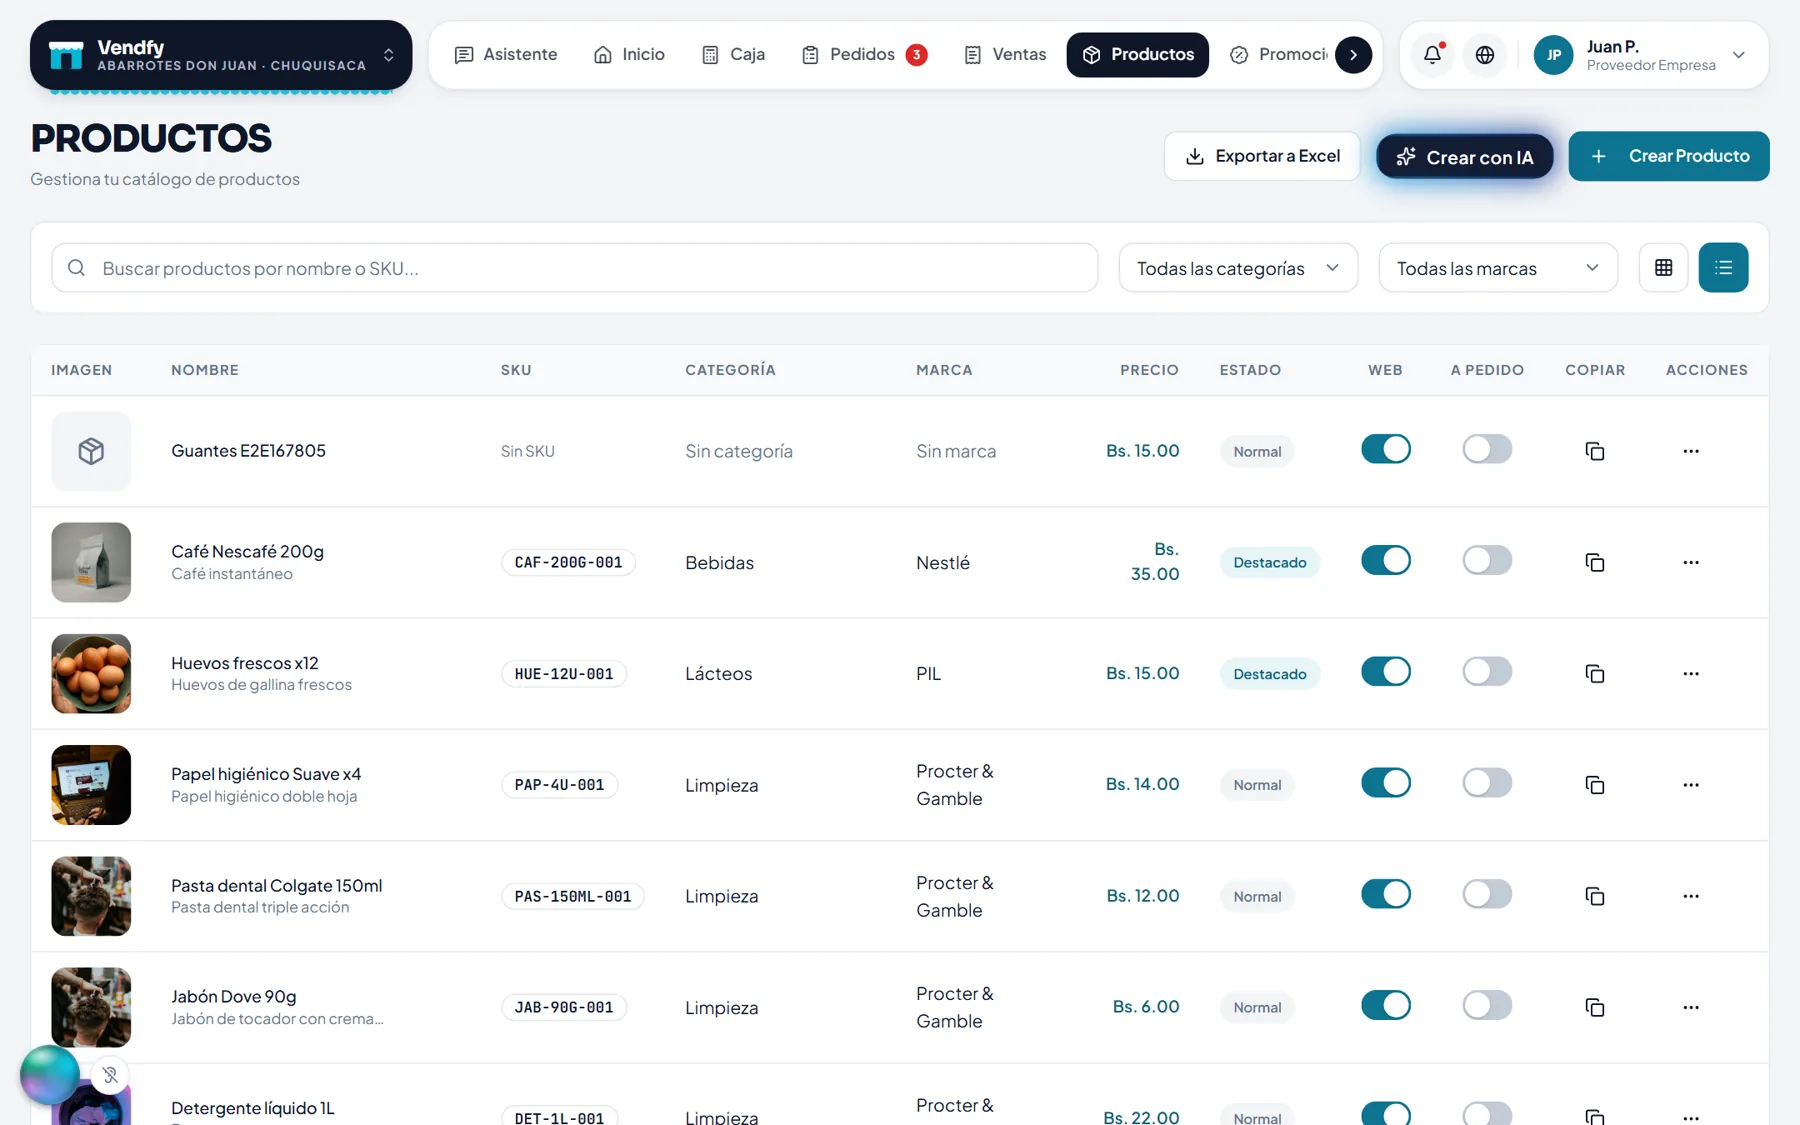 Vendfy
ABARROTES DON JUAN · CHUQUISACA
Asistente
Inicio
Caja
Pedidos 3
Ventas
Productos
Promoci
JP
Juan P.
Proveedor Empresa
PRODUCTOS
Gestiona tu catálogo de productos
Exportar a Excel
Crear con IA
Crear Producto
Buscar productos por nombre o SKU...
Todas las categorías
Todas las marcas
IMAGEN NOMBRE SKU CATEGORÍA MARCA PRECIO ESTADO WEB A PEDIDO COPIAR ACCIONES
Guantes E2E167805 Sin SKU Sin categoría Sin marca Bs. 15.00 Normal
Café Nescafé 200g
Café instantáneo
CAF-200G-001
Bebidas
Nestlé
Bs.
35.00
Destacado
Huevos frescos x12
Huevos de gallina frescos
HUE-12U-001
Lácteos
PIL
Bs. 15.00
Destacado
Papel higiénico Suave x4
Papel higiénico doble hoja
PAP-4U-001
Limpieza
Procter &
Gamble
Bs. 14.00
Normal
Pasta dental Colgate 150ml
Pasta dental triple acción
PAS-150ML-001
Limpieza
Procter &
Gamble
Bs. 12.00
Normal
Jabón Dove 90g
Jabón de tocador con crema...
JAB-90G-001
Limpieza
Procter &
Gamble
Bs. 6.00
Normal
Detergente líquido 1L
DET-1L-001
Limpieza
Procter &
Bs. 22.00
Normal